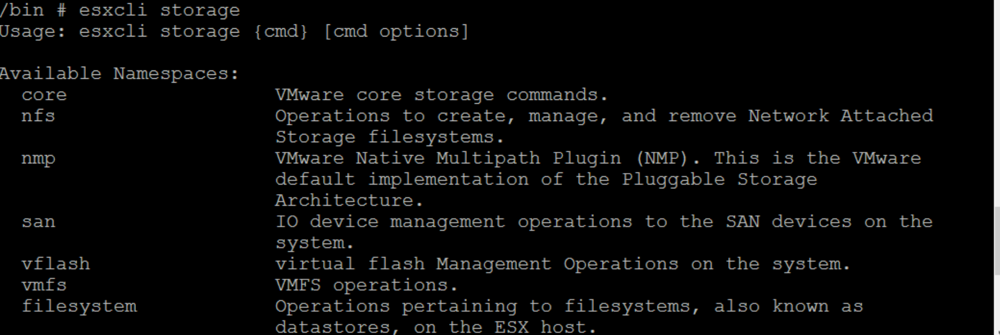 /bin # esxcli storage
Usage: esxcli storage {cmd} [cmd options]
Available Namespaces:
core VMware core storage commands.
nfs Operations to create, manage, and remove Network Attached
Storage filesystems.
nmp VMware Native Multipath Plugin (NMP). This is the VMware
default implementation of the Pluggable Storage
Architecture.
san IO device management operations to the SAN devices on the
system.
vflash virtual flash Management Operations on the system.
vmfs VMFS operations.
filesystem Operations pertaining to filesystems, also known as
datastores, on the ESX host.